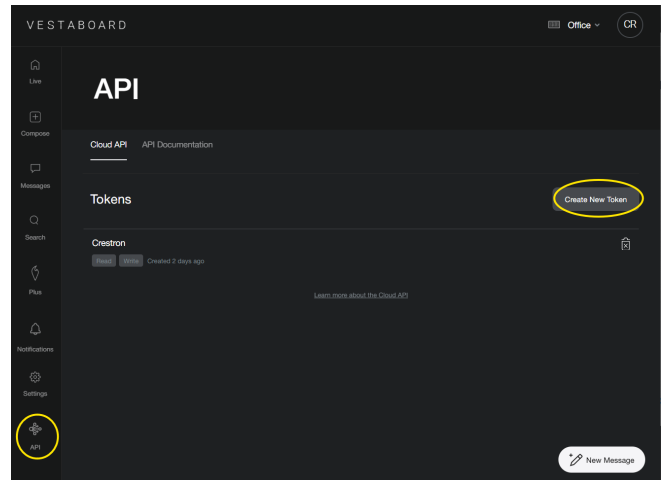 VESTABOARD
Office
CR
Live
Compose
Messages
Search
Plus
Notifications
Settings
API
API
Cloud API API Documentation
Tokens
Create New Token
Crestron
Read Write Created 2 days ago
Learn more about the Cloud API
New Message